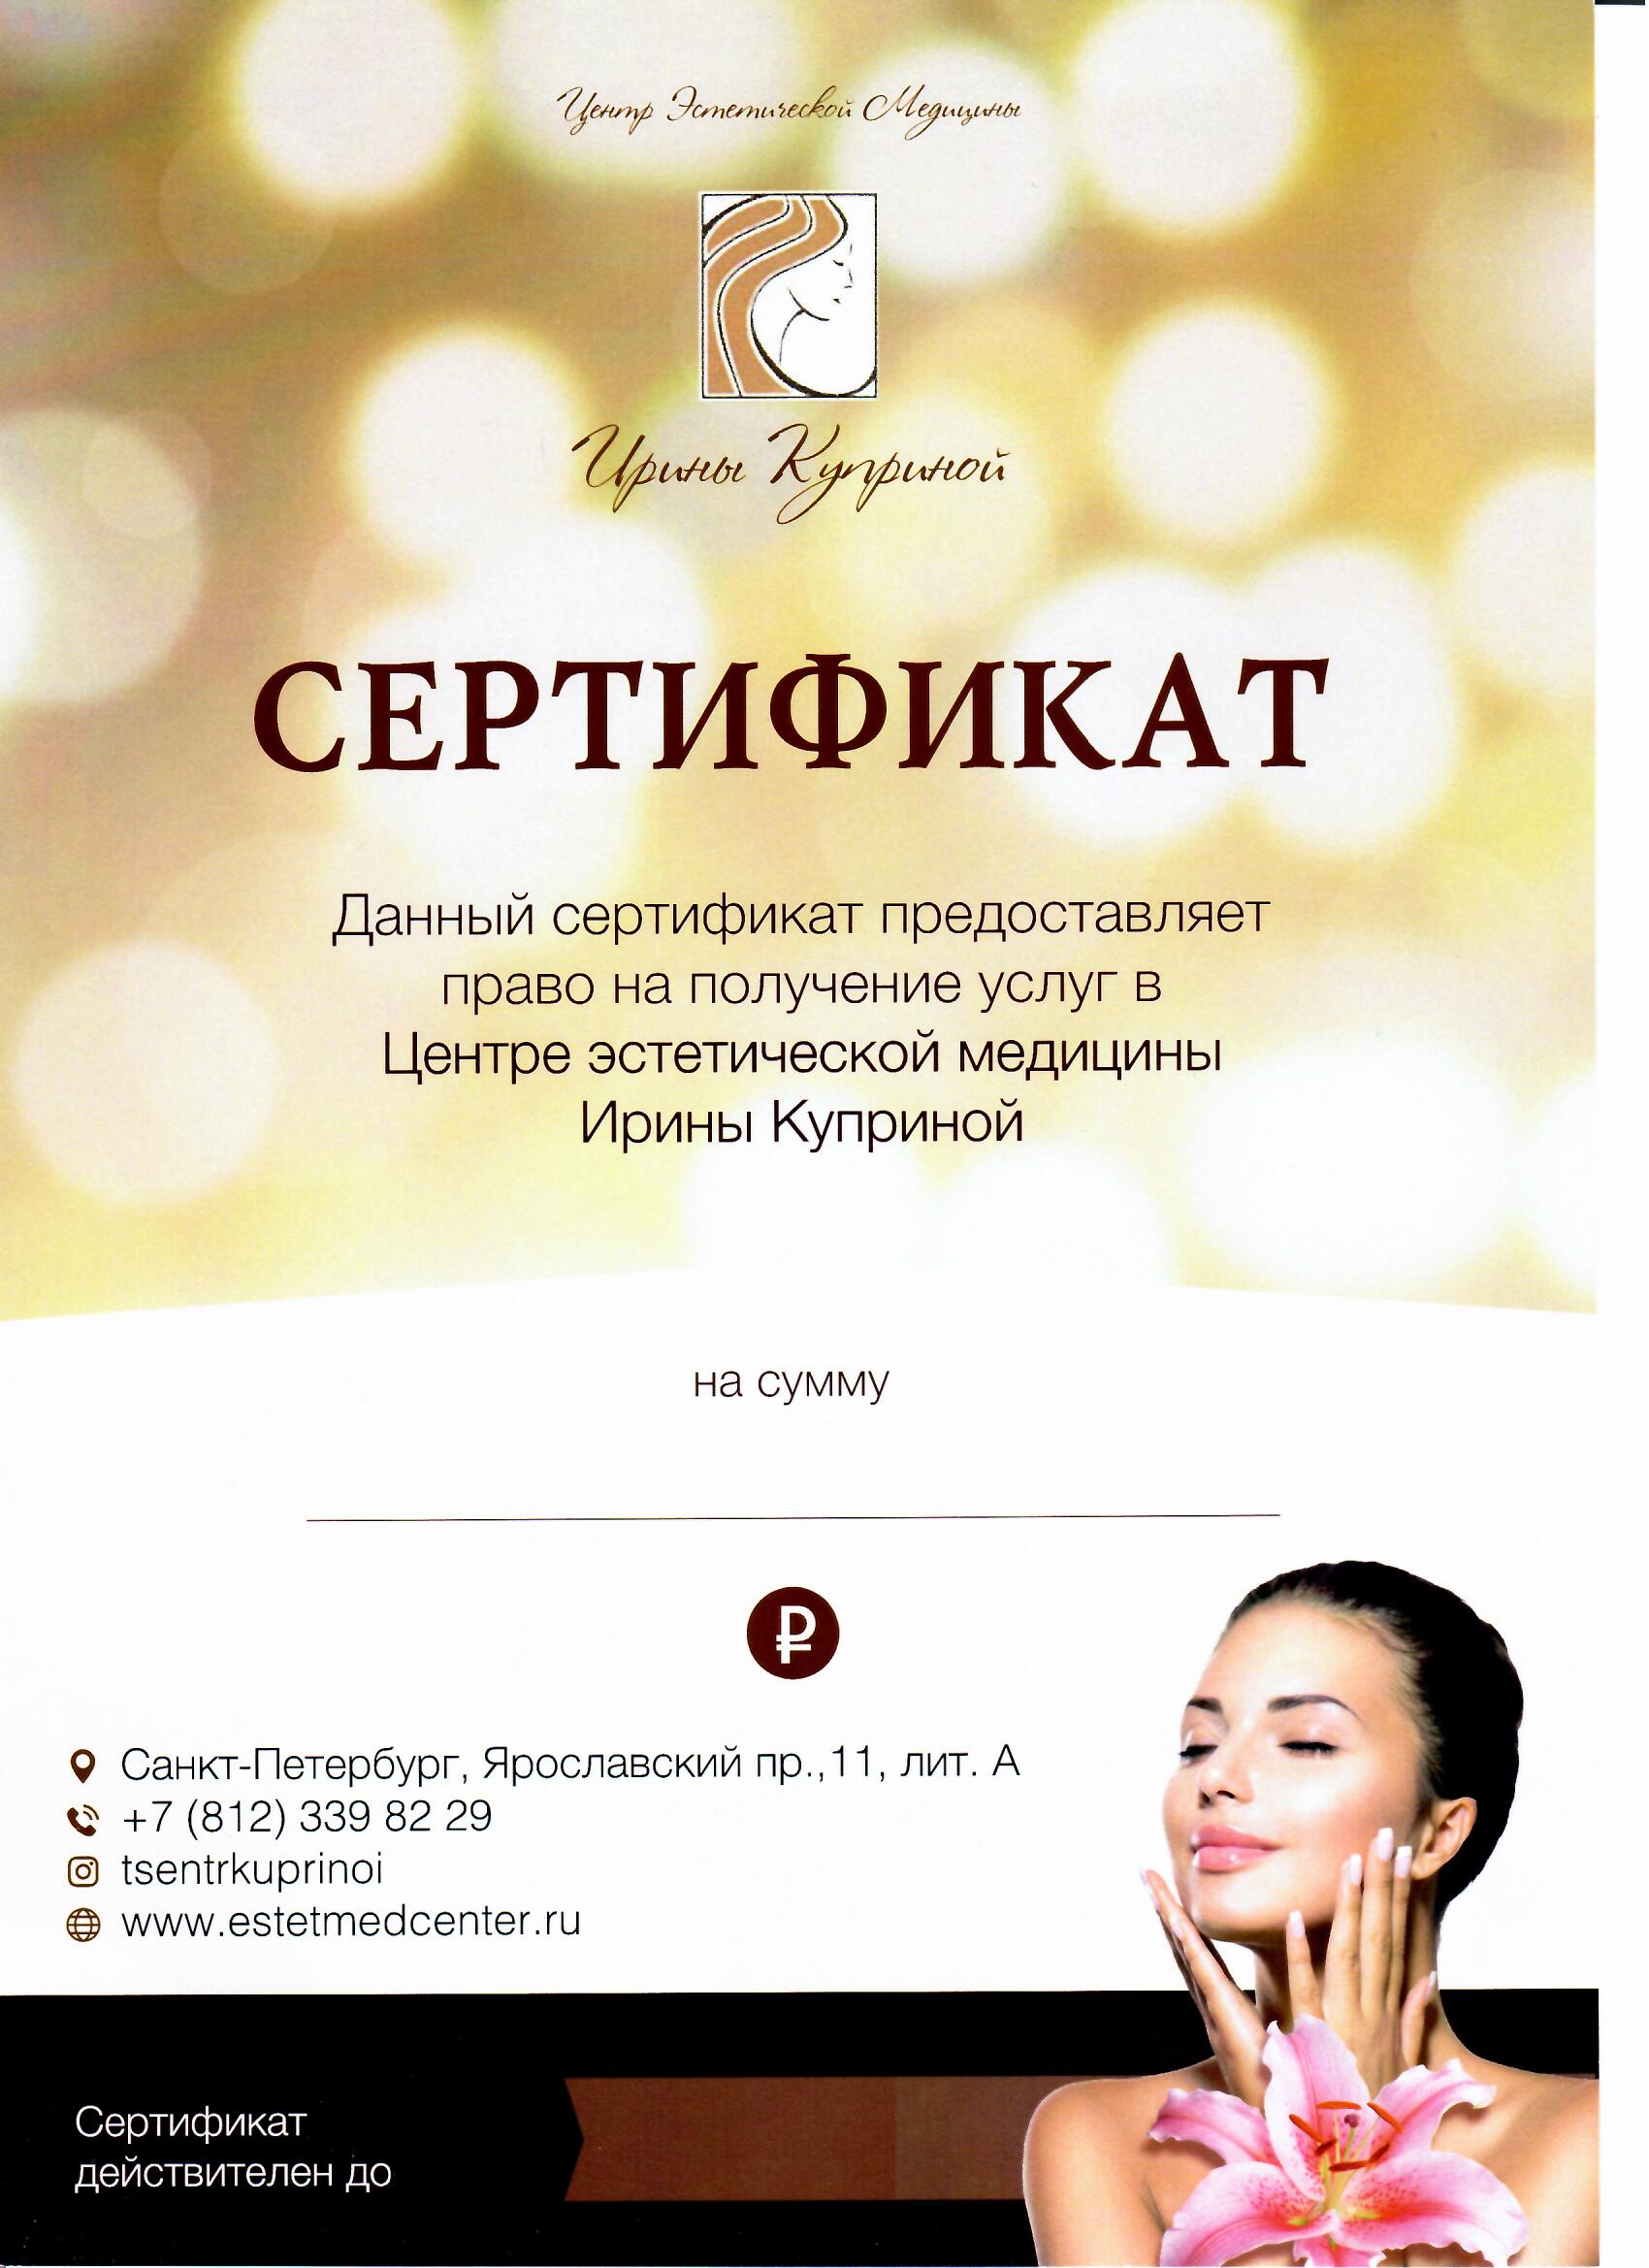 Центр Эстетической Медицины
Ирины Куприной
СЕРТИФИКАТ
Данный сертификат предоставляет
право на получение услуг в
Центре эстетической медицины
Ирины Куприной
на сумму
₽
Санкт-Петербург, Ярославский пр.,11, лит. А
+7 (812) 339 82 29
tsentrkuprinoi
www.estetmedcenter.ru
Сертификат
действителен до